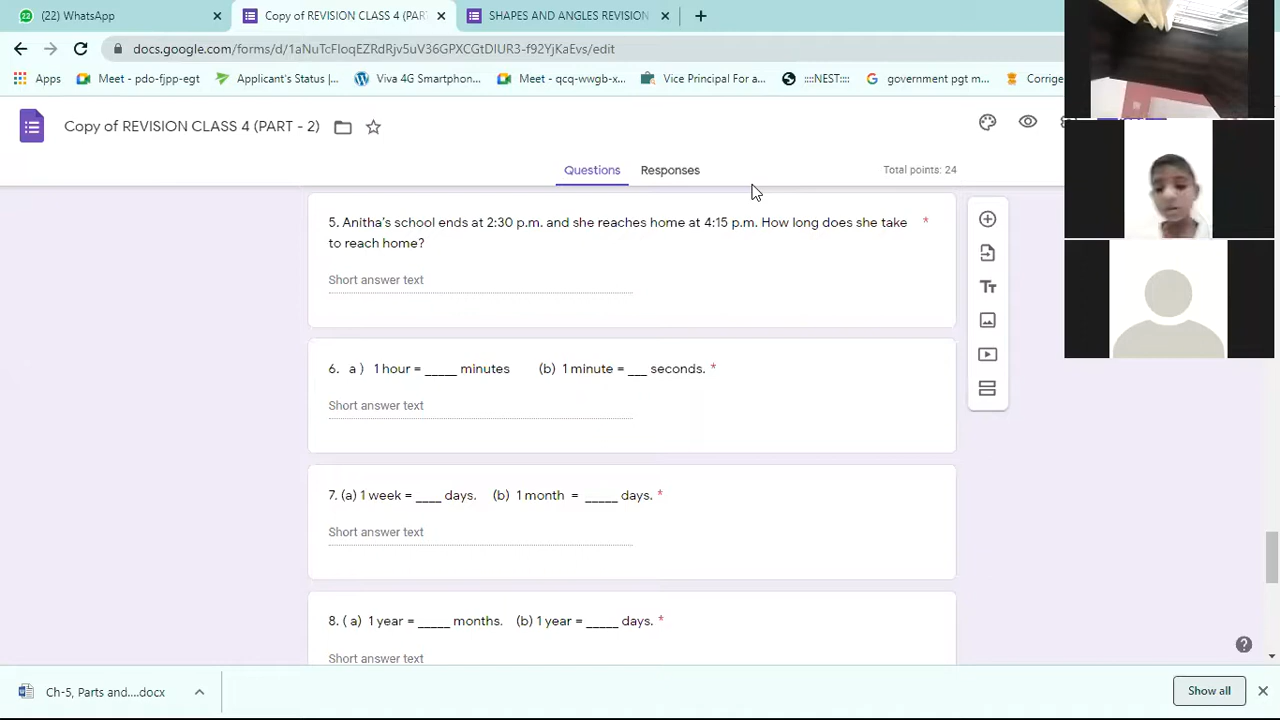 (22) WhatsApp
Copy of REVISION CLASS 4 (PAR
SHAPES AND ANGLES REVISION
docs.google.com/forms/d/1aNuTcFIoqEZRdRjv5uV36GPXCGtDIUR3-f92YjKaEvs/edit
Apps
Meet - pdo-fjpp-egt
Applicant's Status |...
Viva 4G Smartphon...
Meet - qcq-wwgb-x...
Vice Principal For a...
::::NEST::::
government pgt m...
Corrige
Copy of REVISION CLASS 4 (PART - 2)
Questions
Responses
Total points: 24
5. Anitha's school ends at 2:30 p.m. and she reaches home at 4:15 p.m. How long does she take *
to reach home?
Short answer text
6. a ) 1 hour = _____ minutes (b) 1 minute = ___ seconds. *
Short answer text
7. (a) 1 week = ____ days. (b) 1 month = _____ days. *
Short answer text
8. ( a) 1 year = _____ months. (b) 1 year = _____ days. *
Short answer text
Ch-5, Parts and....docx
Show all